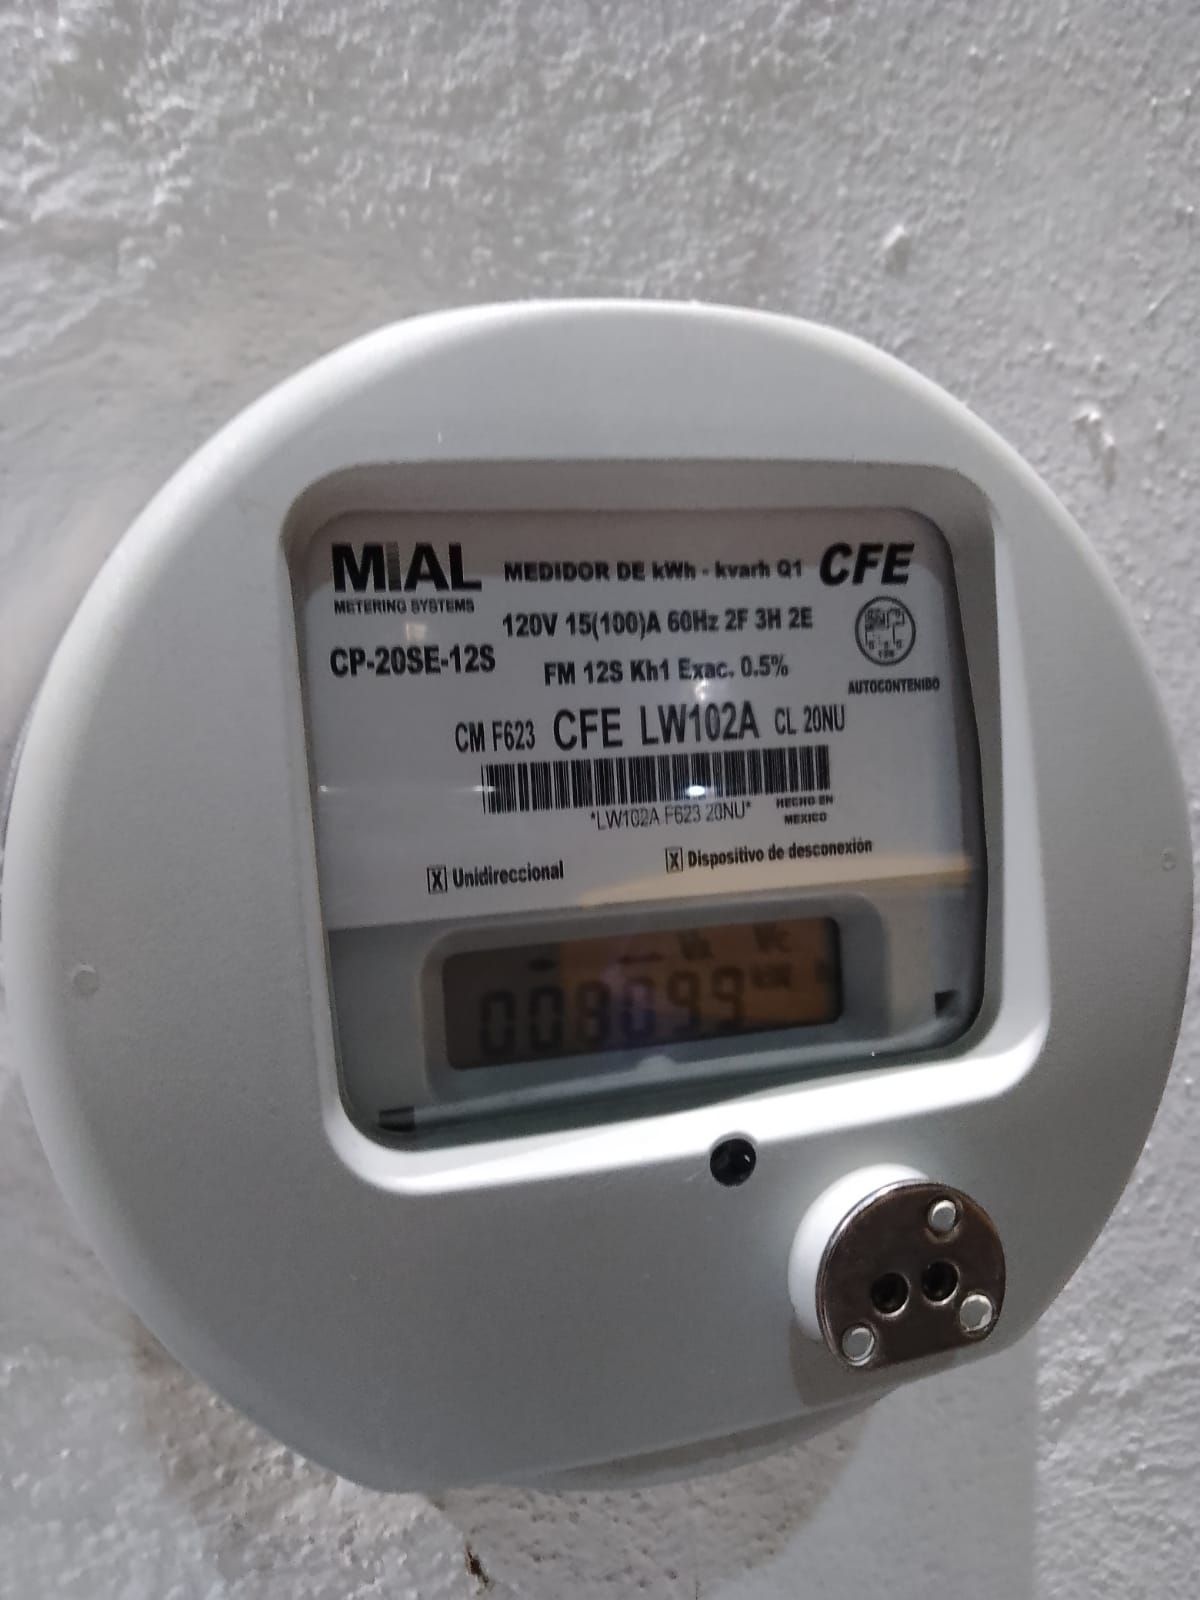 MIAL MEDIDOR DE kWh - kvarh Q1 CFE
METERING SYSTEMS
120V 15(100)A 60Hz 2F 3H 2E
CP-20SE-12S
FM 12S Kh1 Exac. 0.5%
AUTOCONTENIDO
CM F623 CFE LW102A CL 20NU
*LW102A F623 20NU*
HECHO EN
MEXICO
X Unidireccional
X Dispositivo de desconexión